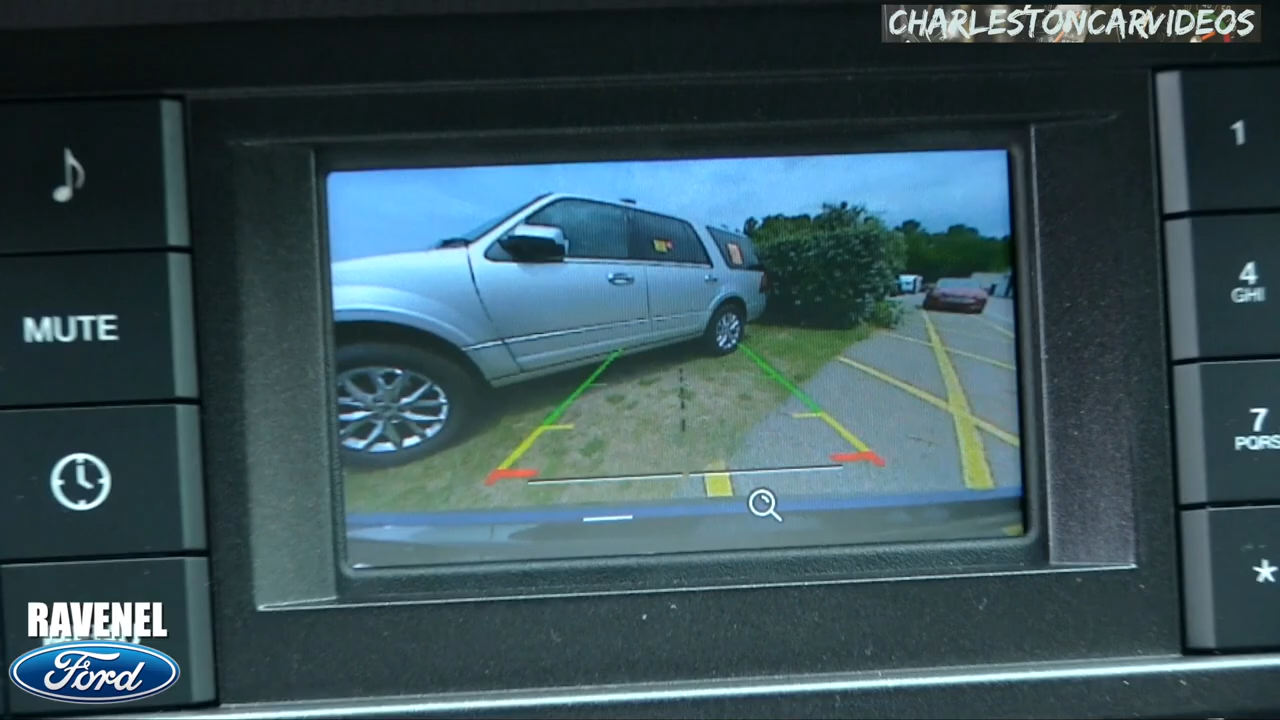 CHARLESTONCARVIDEOS
1
MUTE
4
GHI
7
PQRS
*
RAVENEL
Ford